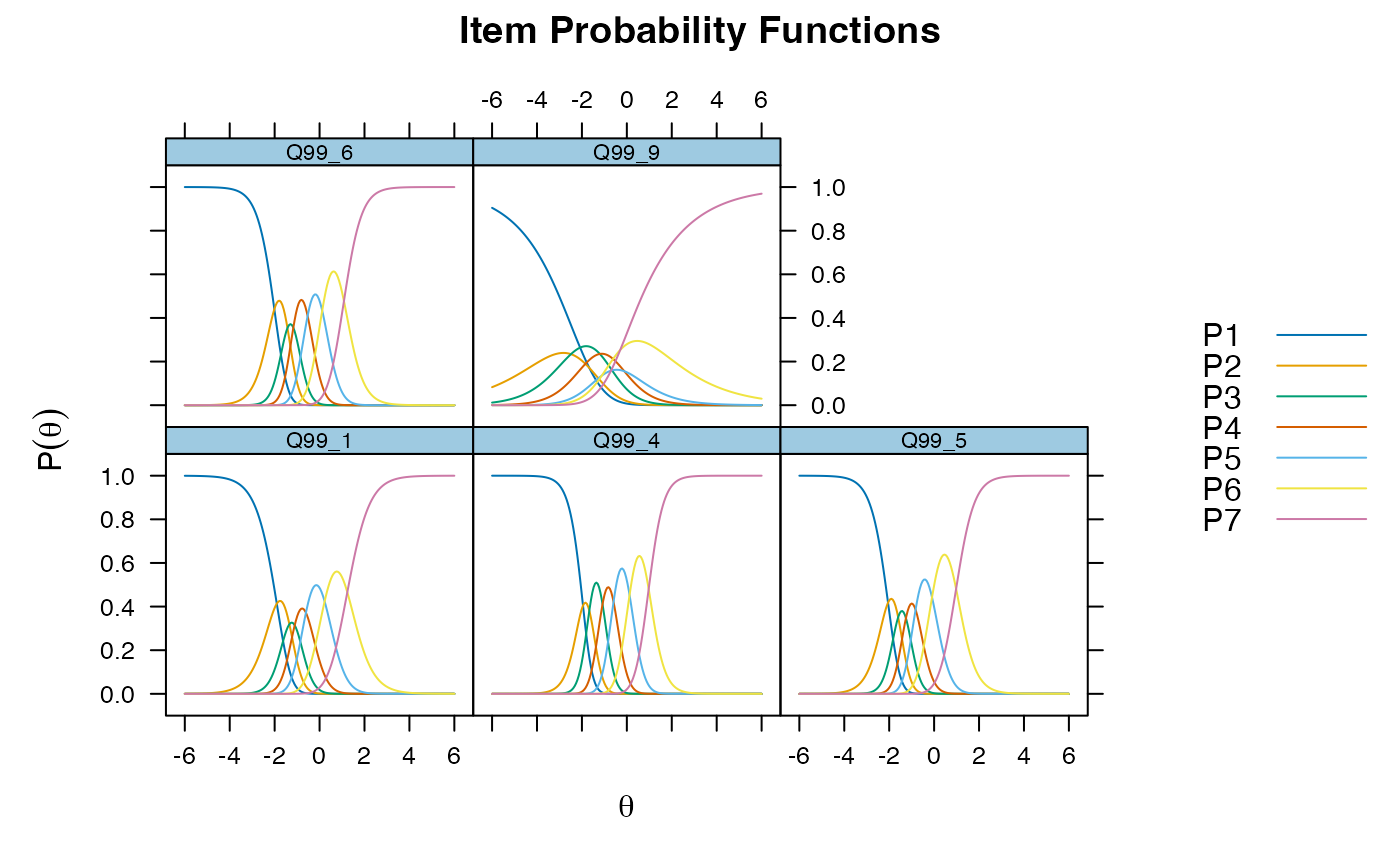 Item Probability Functions
-6 -4 -2 0 2 4 6
Q99_6 Q99_9
1.0
0.8
0.6
0.4
0.2
0.0
P(θ)
Q99_1 Q99_4 Q99_5
1.0
0.8
0.6
0.4
0.2
0.0
-6 -4 -2 0 2 4 6 -6 -4 -2 0 2 4 6
θ
P1
P2
P3
P4
P5
P6
P7